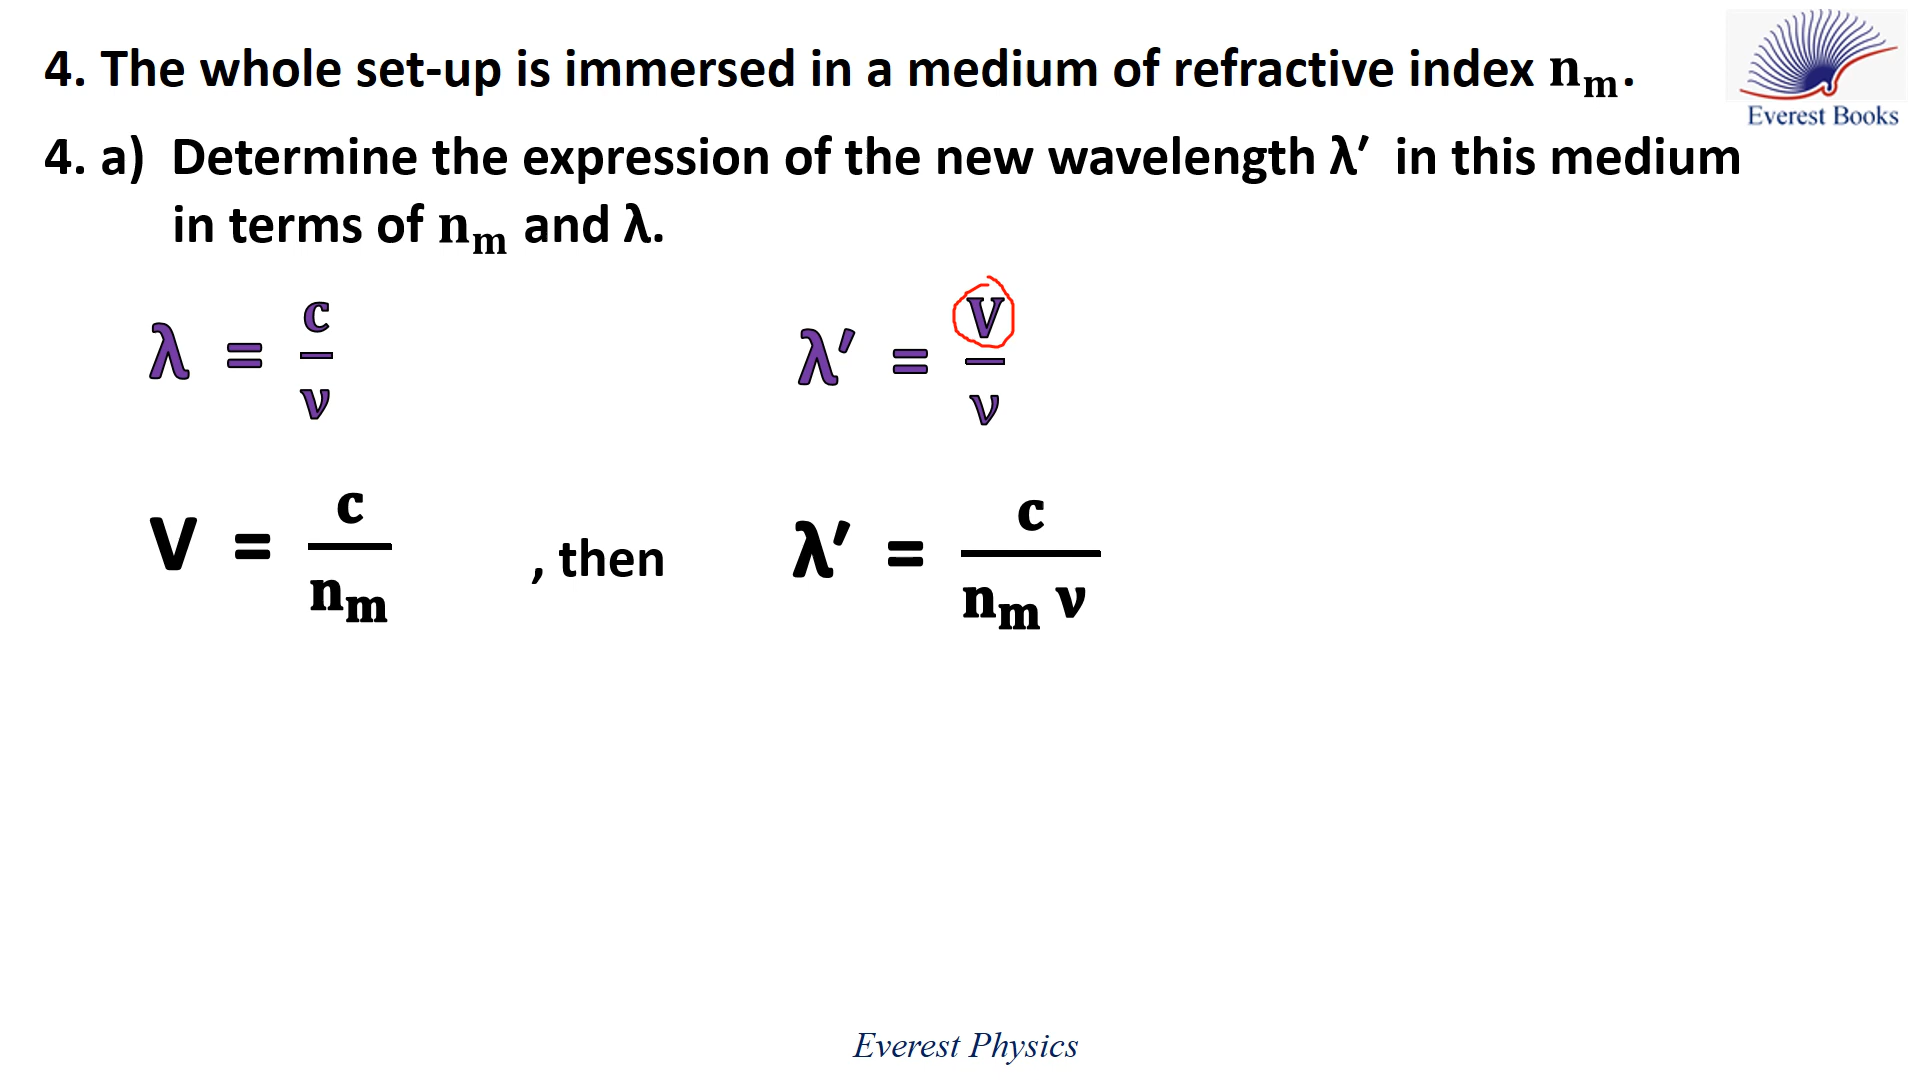 4. The whole set-up is immersed in a medium of refractive index nₘ.
Everest Books
4. a) Determine the expression of the new wavelength λ′ in this medium
in terms of nₘ and λ.
λ = c/ν λ′ = V/ν
V = c/nₘ , then λ′ = c/(nₘ ν)
Everest Physics